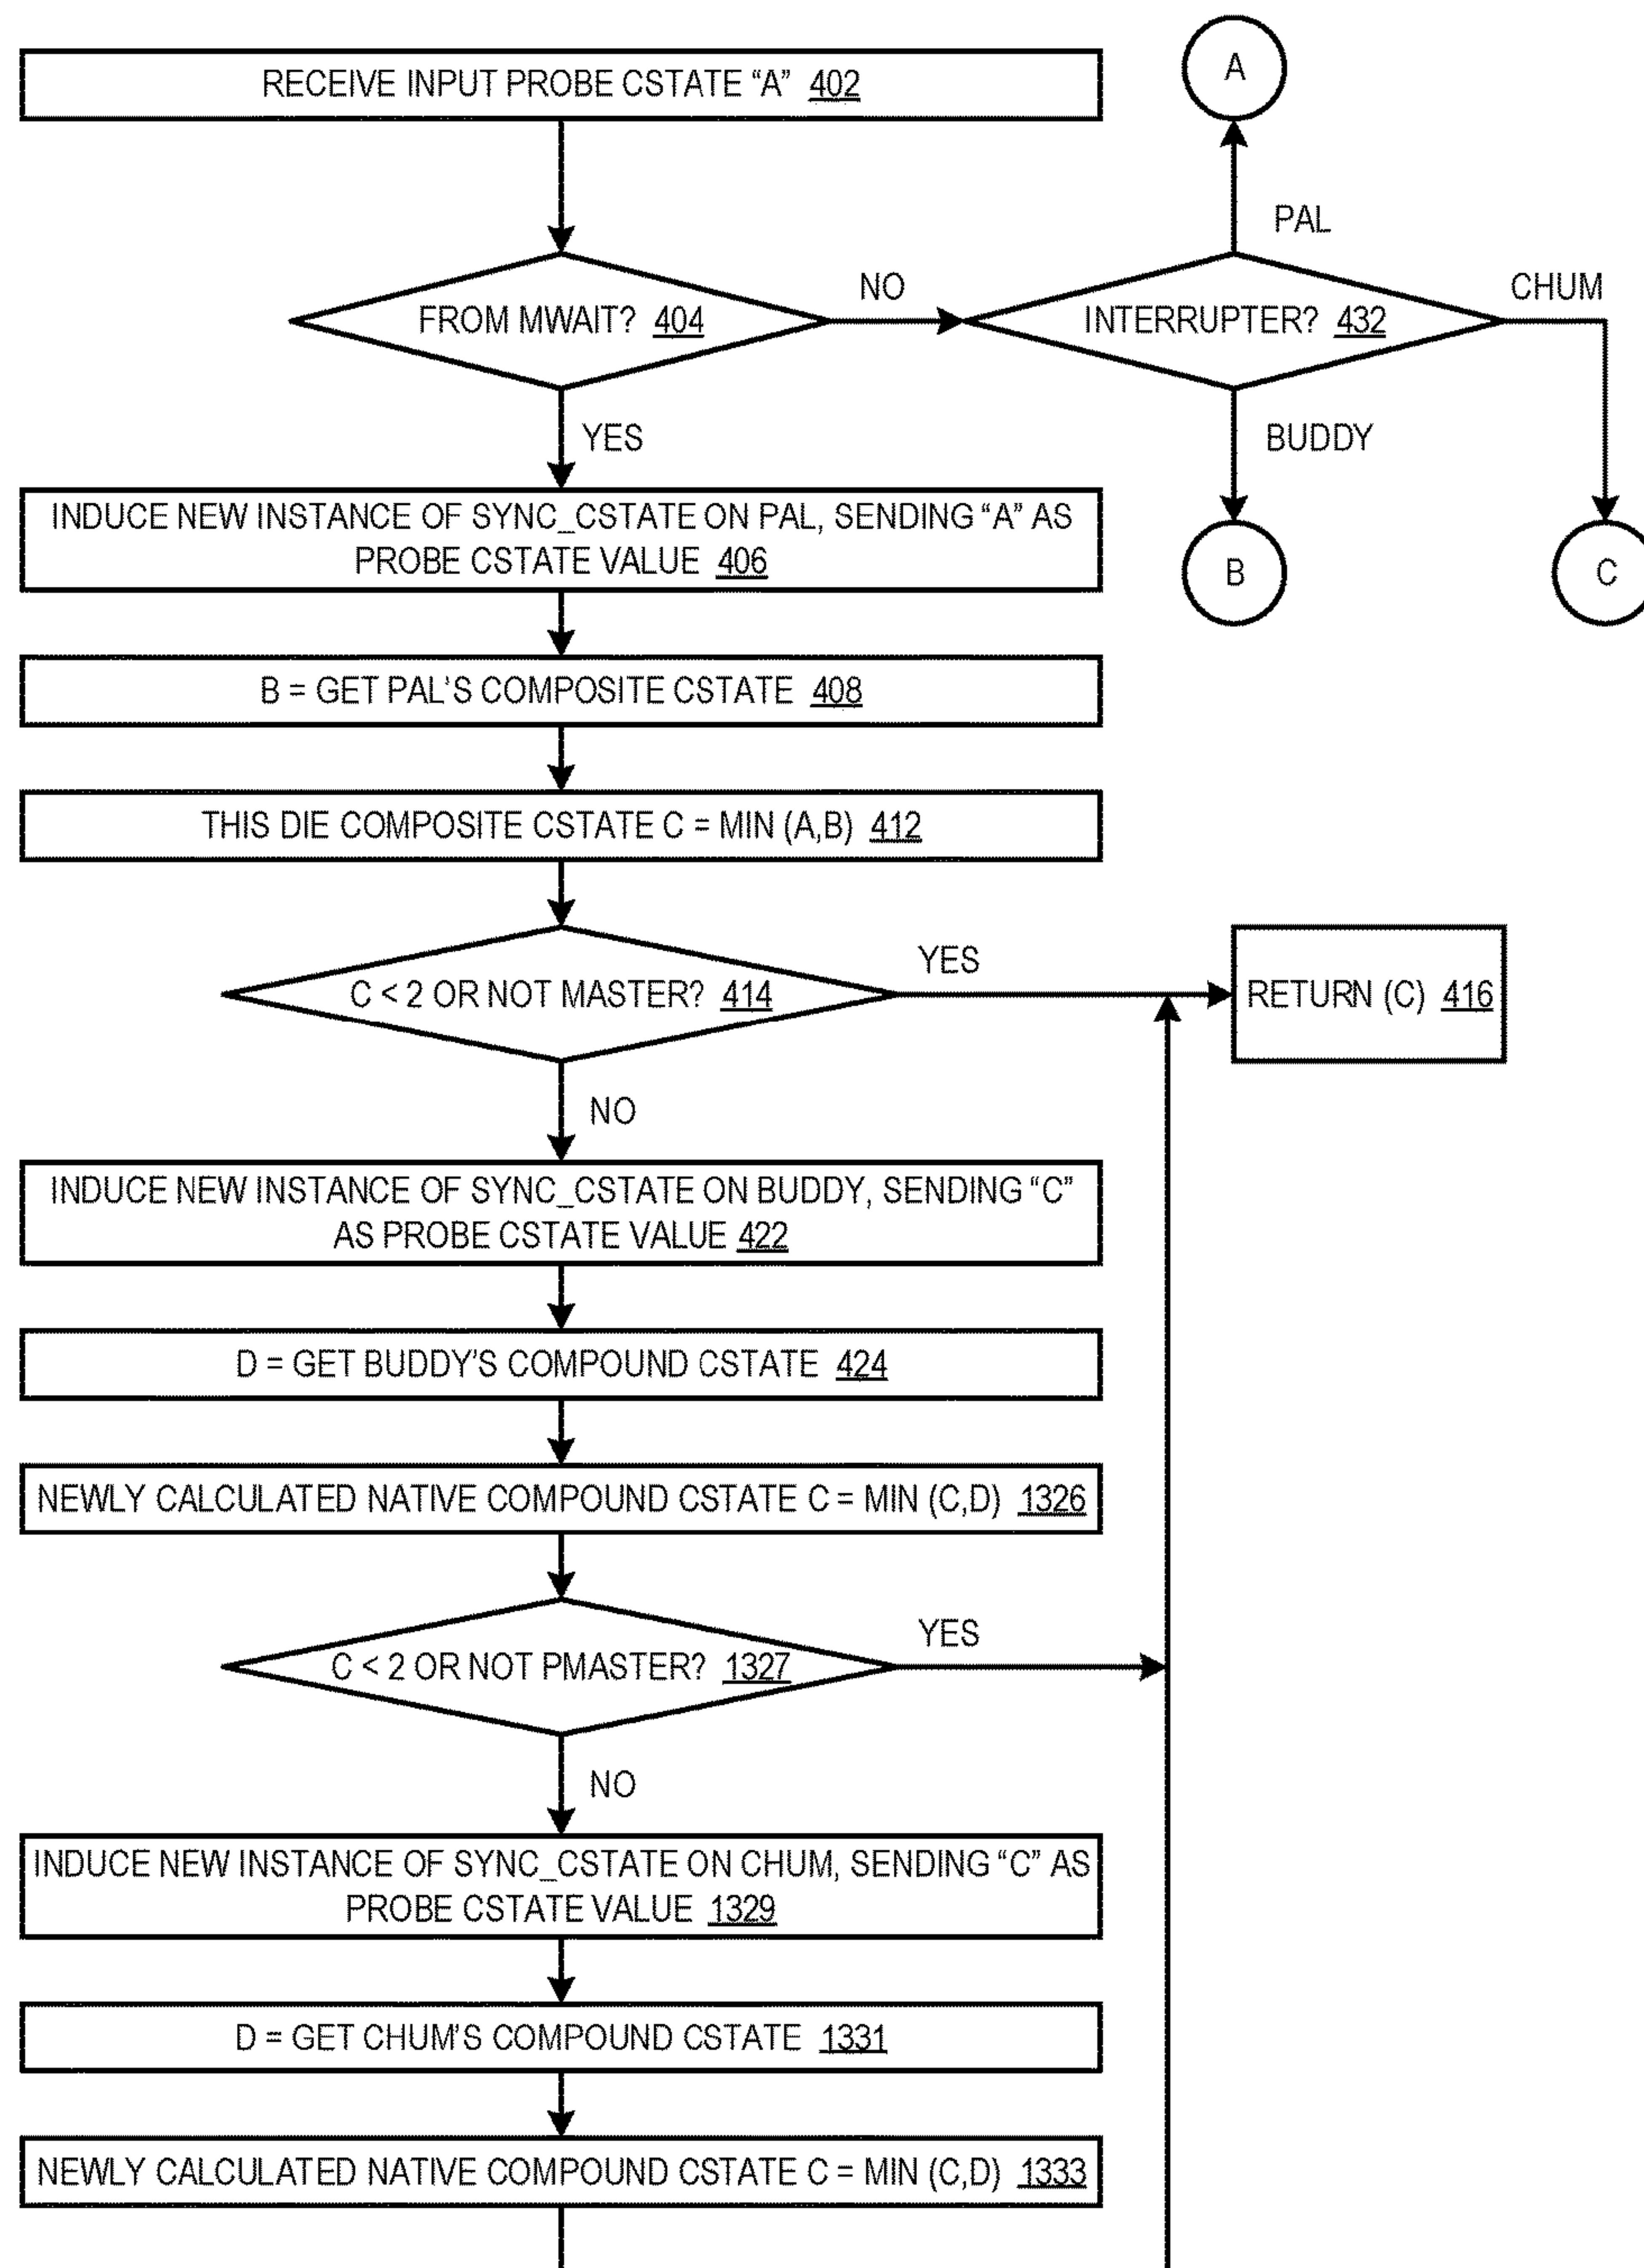 RECEIVE INPUT PROBE CSTATE “A” 402
A
PAL
FROM MWAIT? 404
NO
INTERRUPTER? 432
CHUM
YES
BUDDY
INDUCE NEW INSTANCE OF SYNC_CSTATE ON PAL, SENDING “A” AS
PROBE CSTATE VALUE 406
B
C
B = GET PAL'S COMPOSITE CSTATE 408
THIS DIE COMPOSITE CSTATE C = MIN (A,B) 412
C < 2 OR NOT MASTER? 414
YES
RETURN (C) 416
NO
INDUCE NEW INSTANCE OF SYNC_CSTATE ON BUDDY, SENDING “C”
AS PROBE CSTATE VALUE 422
D = GET BUDDY'S COMPOUND CSTATE 424
NEWLY CALCULATED NATIVE COMPOUND CSTATE C = MIN (C,D) 1326
C < 2 OR NOT PMASTER? 1327
YES
NO
INDUCE NEW INSTANCE OF SYNC_CSTATE ON CHUM, SENDING “C” AS
PROBE CSTATE VALUE 1329
D = GET CHUM'S COMPOUND CSTATE 1331
NEWLY CALCULATED NATIVE COMPOUND CSTATE C = MIN (C,D) 1333